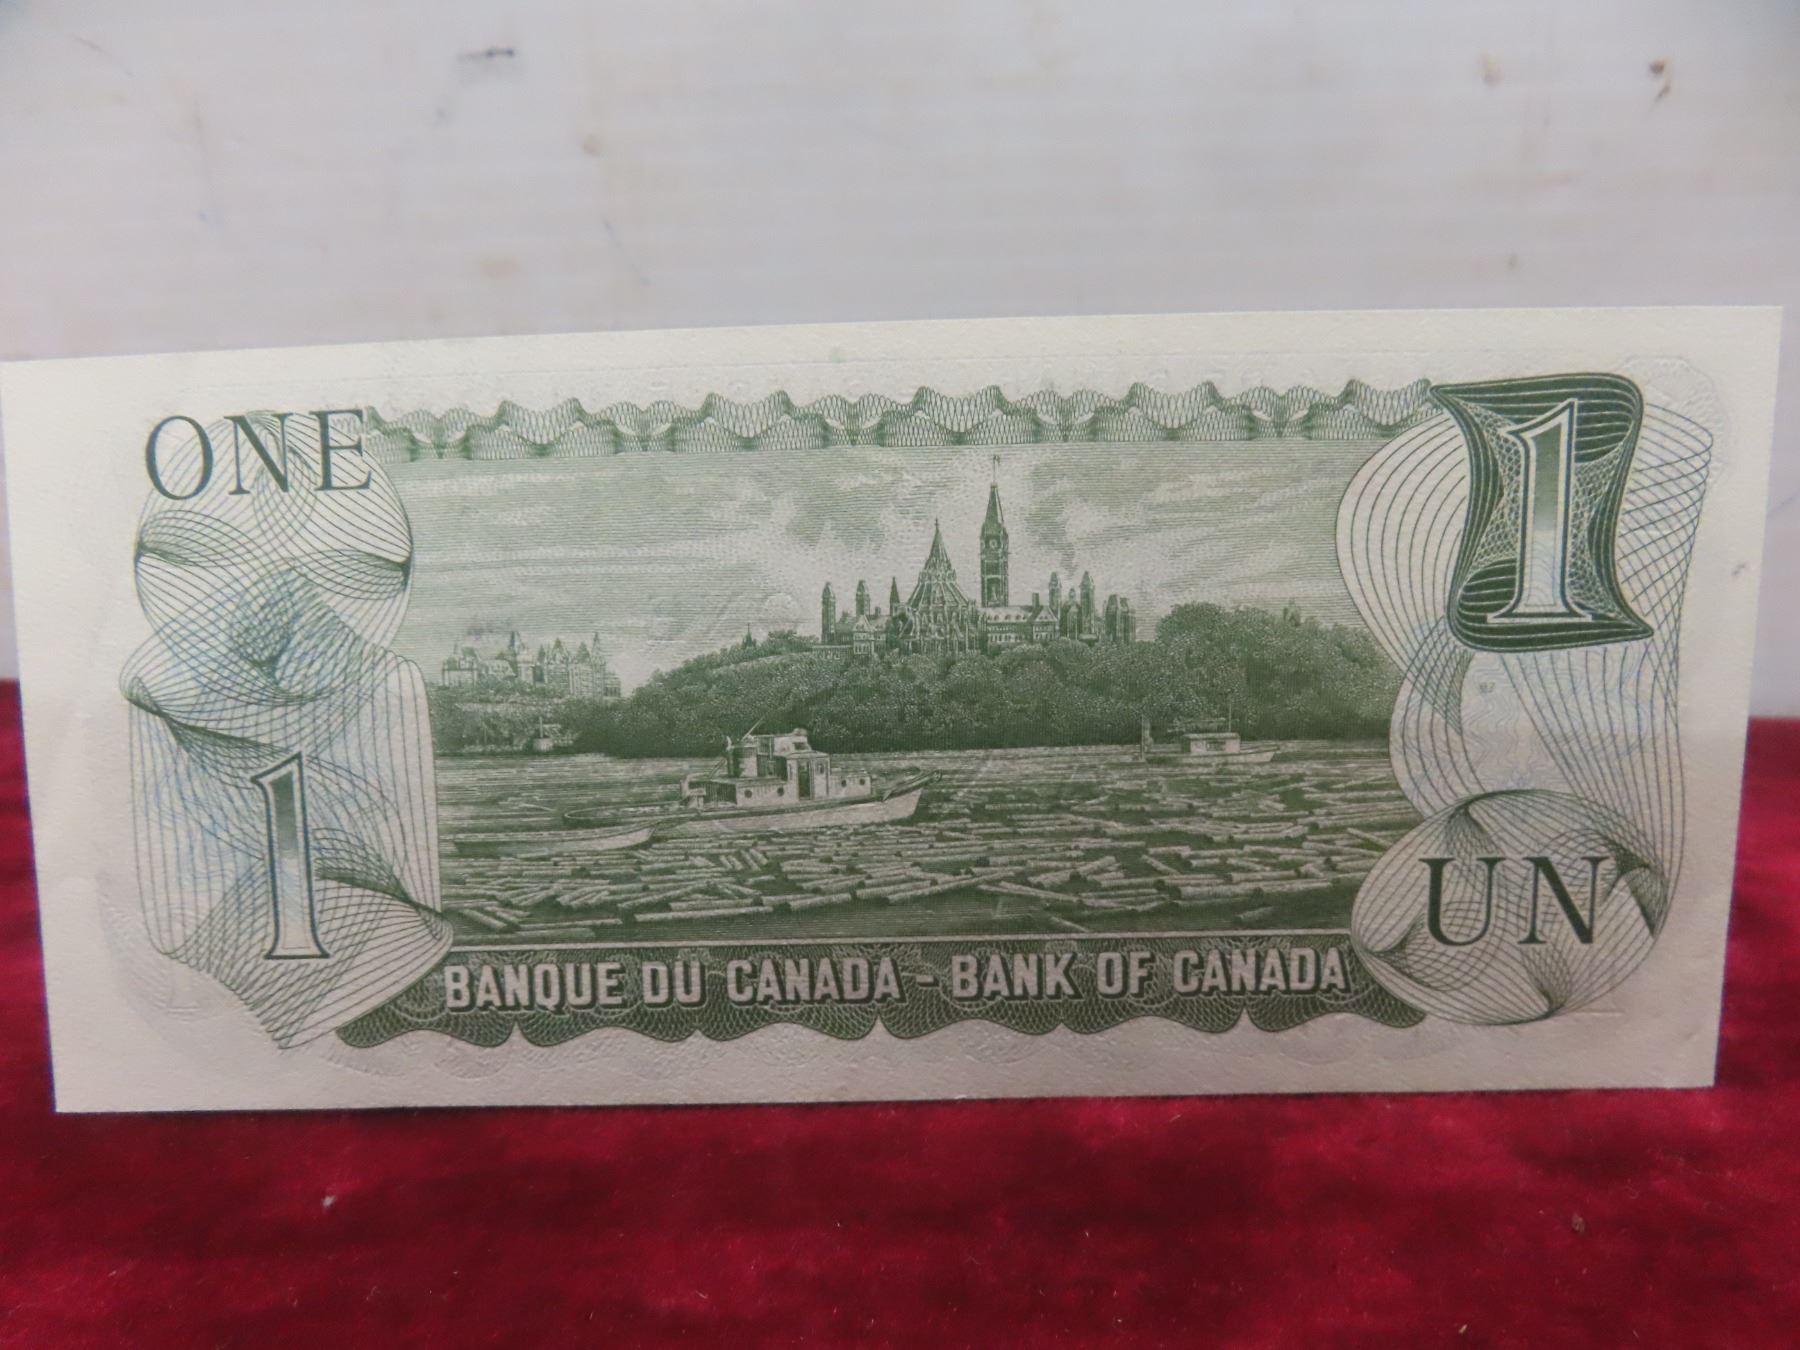 ONE
1
1
UN
BANQUE DU CANADA - BANK OF CANADA